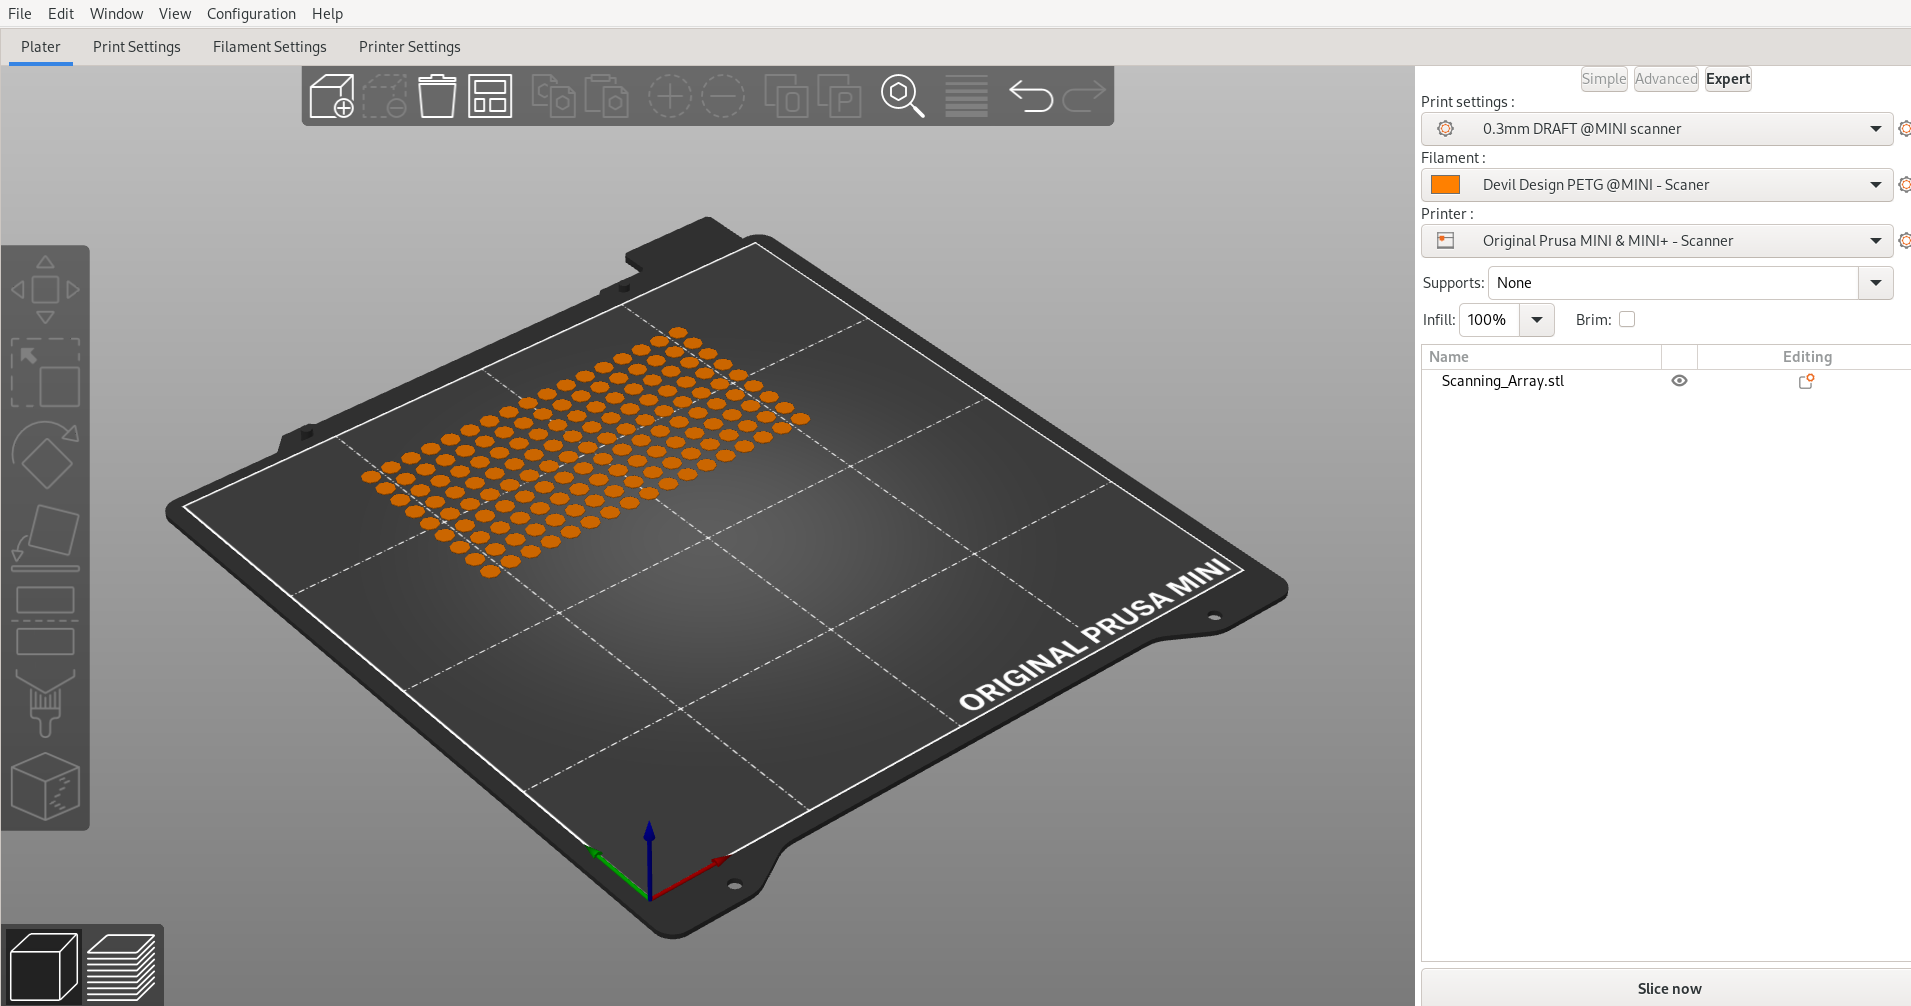 File Edit Window View Configuration Help
Plater Print Settings Filament Settings Printer Settings
Simple Advanced Expert
Print settings :
0.3mm DRAFT @MINI scanner
Filament :
Devil Design PETG @MINI - Scaner
Printer :
Original Prusa MINI & MINI+ - Scanner
Supports: None
Infill: 100% Brim:
Name Editing
Scanning_Array.stl
ORIGINAL PRUSA MINI
Slice now